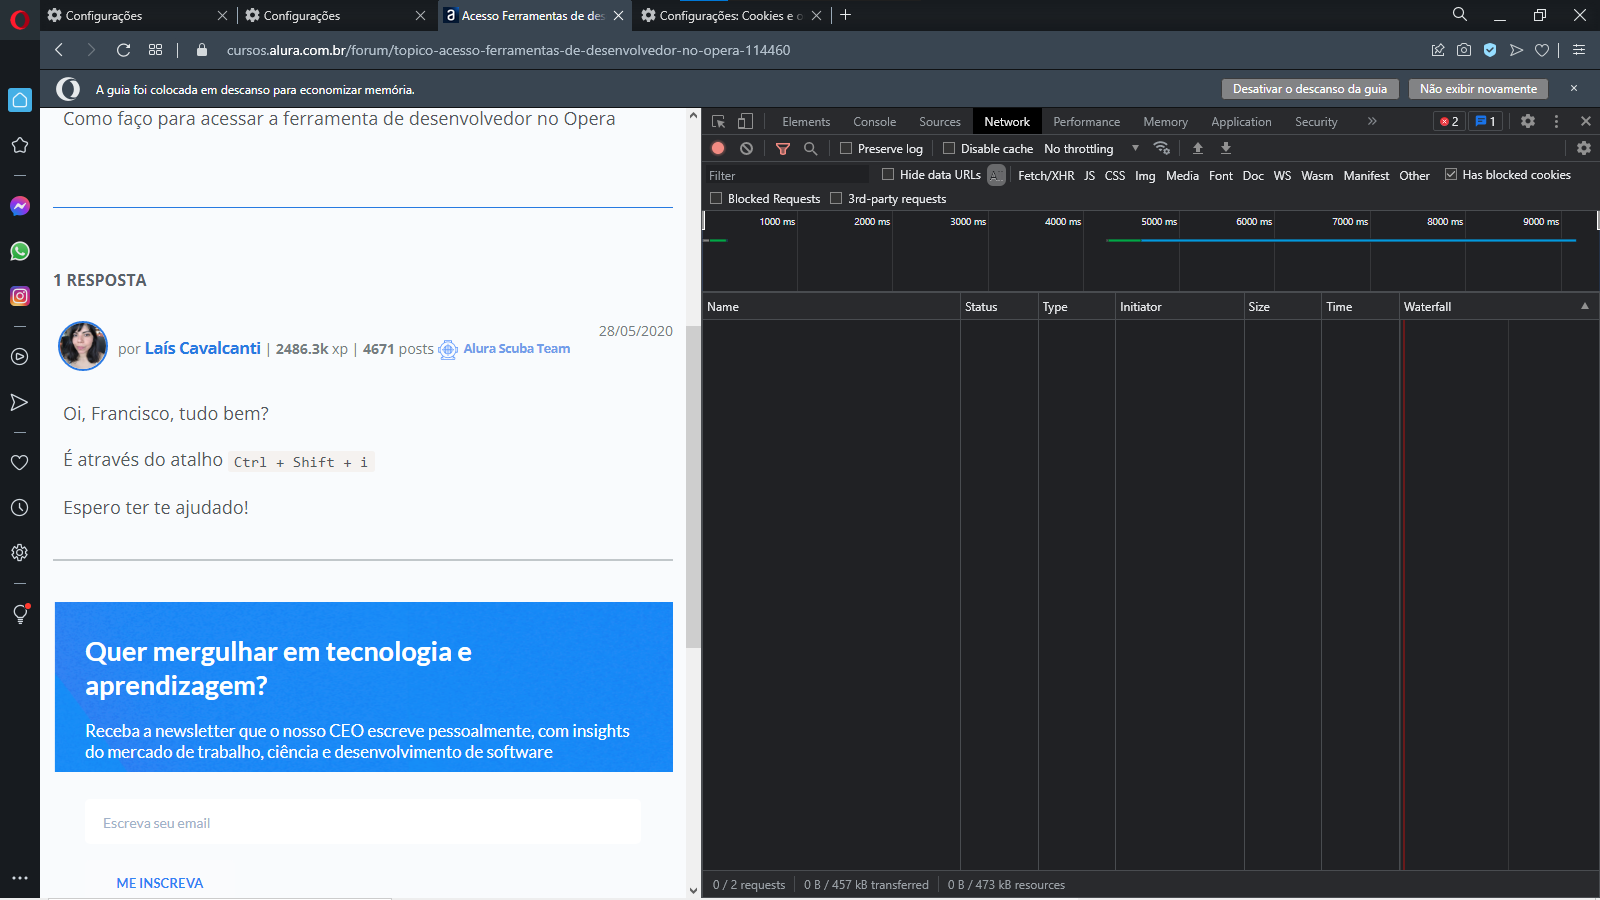 Configurações
Configurações
Acesso Ferramentas de des
Configurações: Cookies e o
cursos.alura.com.br/forum/topico-acesso-ferramentas-de-desenvolvedor-no-opera-114460
A guia foi colocada em descanso para economizar memória.
Desativar o descanso da guia
Não exibir novamente
Como faço para acessar a ferramenta de desenvolvedor no Opera
1 RESPOSTA
28/05/2020
por Laís Cavalcanti | 2486.3k xp | 4671 posts Alura Scuba Team
Oi, Francisco, tudo bem?
É através do atalho Ctrl + Shift + i
Espero ter te ajudado!
Quer mergulhar em tecnologia e
aprendizagem?
Receba a newsletter que o nosso CEO escreve pessoalmente, com insights
do mercado de trabalho, ciência e desenvolvimento de software
Escreva seu email
ME INSCREVA
Elements Console Sources Network Performance Memory Application Security » 2 1
Preserve log Disable cache No throttling
Filter Hide data URLs All Fetch/XHR JS CSS Img Media Font Doc WS Wasm Manifest Other Has blocked cookies
Blocked Requests 3rd-party requests
1000 ms 2000 ms 3000 ms 4000 ms 5000 ms 6000 ms 7000 ms 8000 ms 9000 ms
Name Status Type Initiator Size Time Waterfall
0 / 2 requests 0 B / 457 kB transferred 0 B / 473 kB resources